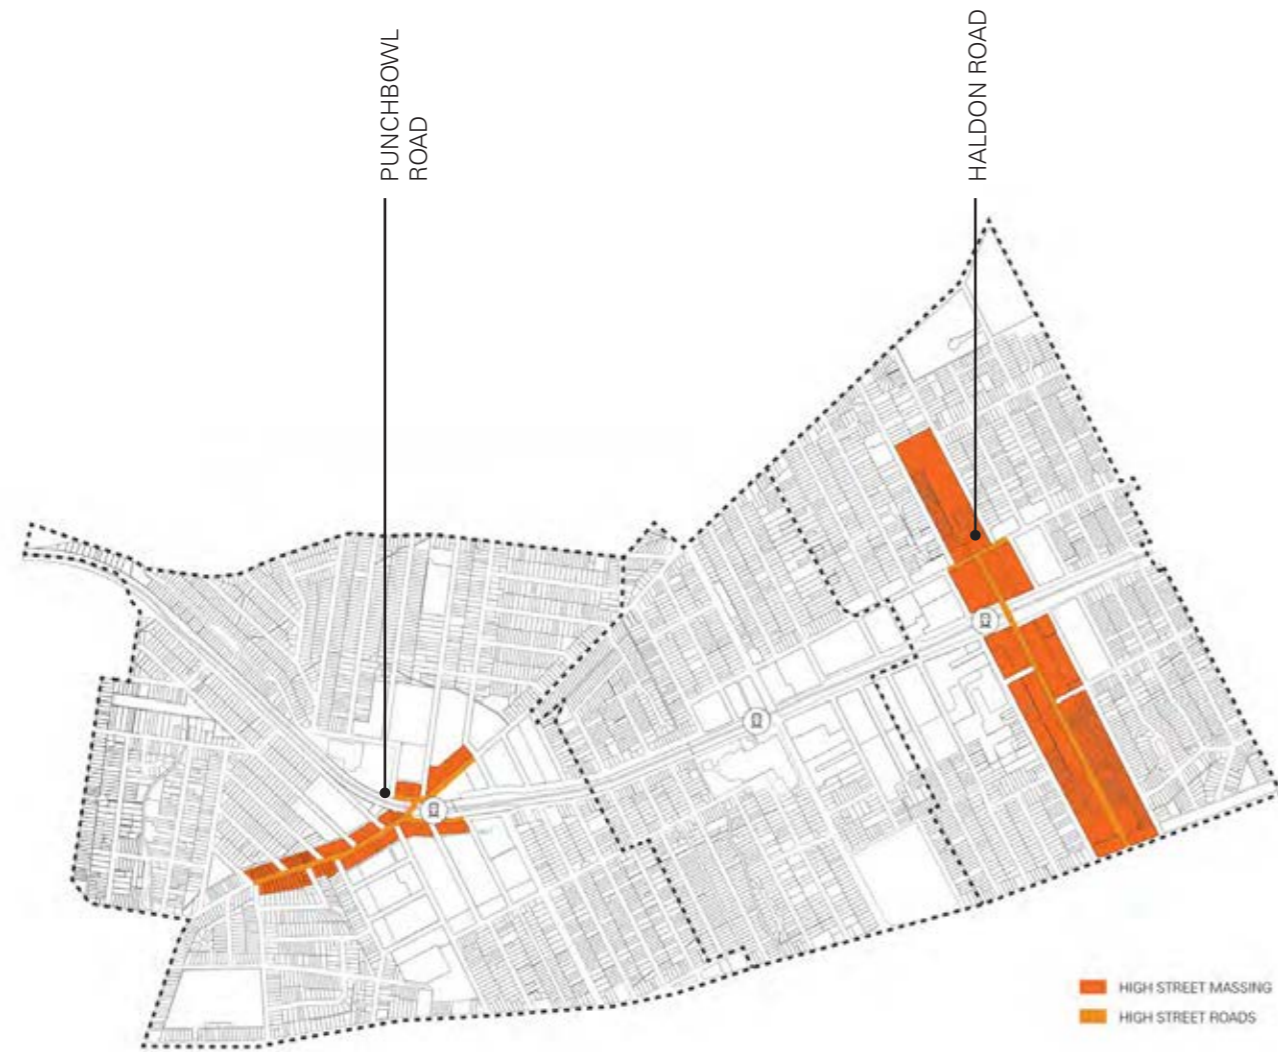 PUNCHBOWL
ROAD
HALDON ROAD
HIGH STREET MASSING
HIGH STREET ROADS